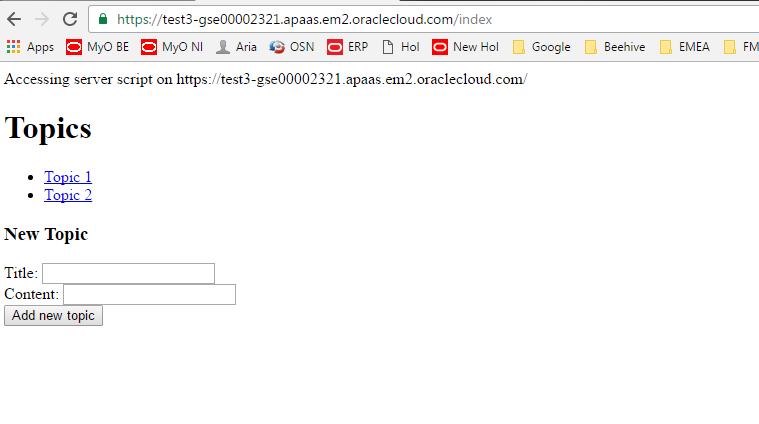 https://test3-gse00002321.apaas.em2.oraclecloud.com/index
Apps MyO BE MyO NI Aria OSN ERP Hol New Hol Google Beehive EMEA FM
Accessing server script on https://test3-gse00002321.apaas.em2.oraclecloud.com/
Topics
Topic 1
Topic 2
New Topic
Title:
Content:
Add new topic